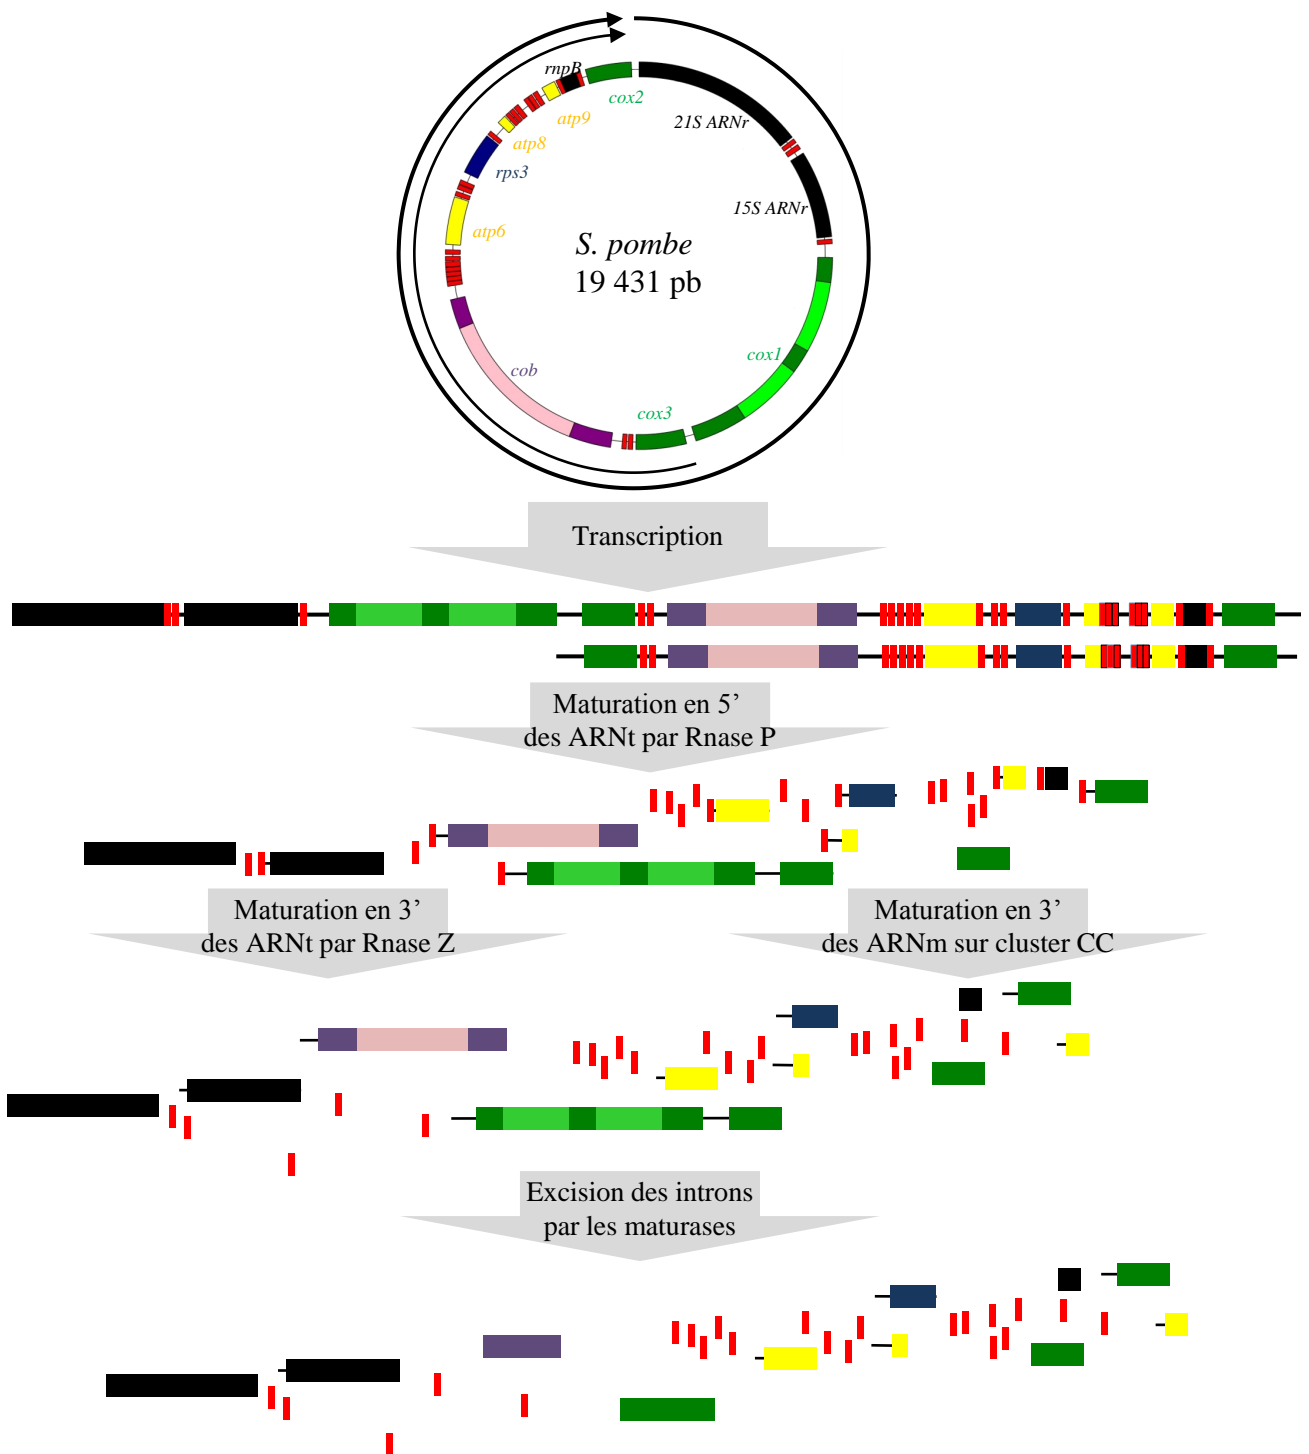 rnpB
cox2
atp9
21S ARNr
atp8
rps3
15S ARNr
atp6
S. pombe
19 431 pb
cox1
cob
cox3
Transcription
Maturation en 5’
des ARNt par Rnase P
Maturation en 3’
des ARNt par Rnase Z
Maturation en 3’
des ARNm sur cluster CC
Excision des introns
par les maturases